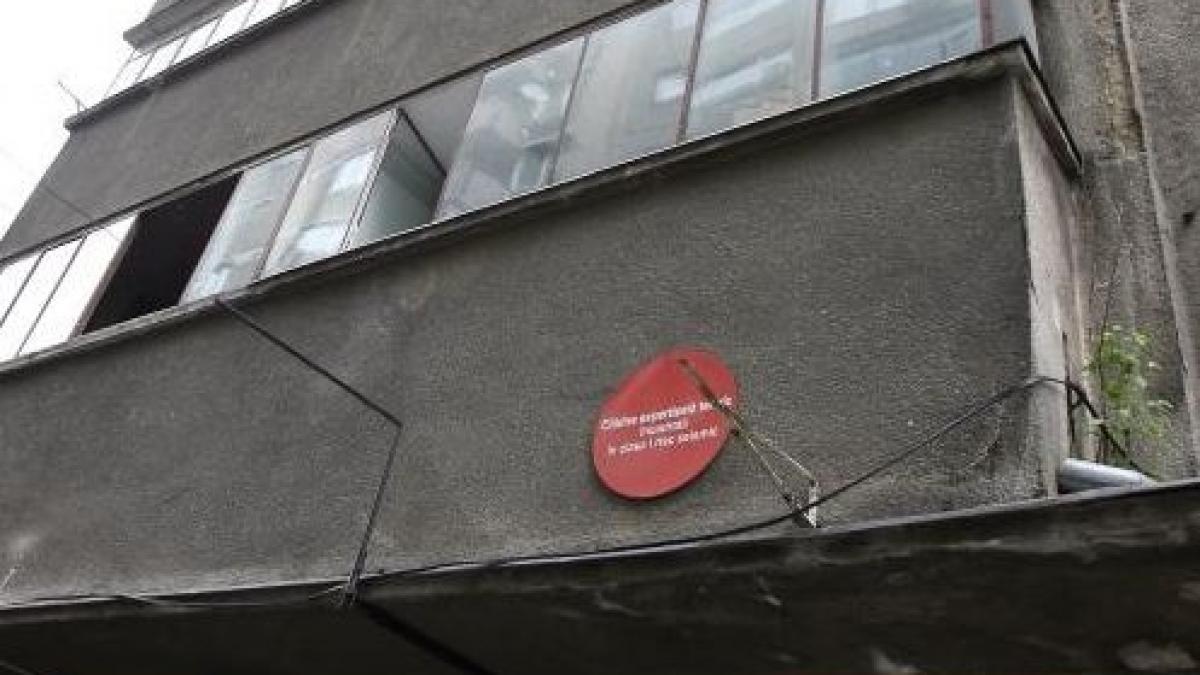 Clădire expertizată tehnic
încadrată
în clasa I risc seismic